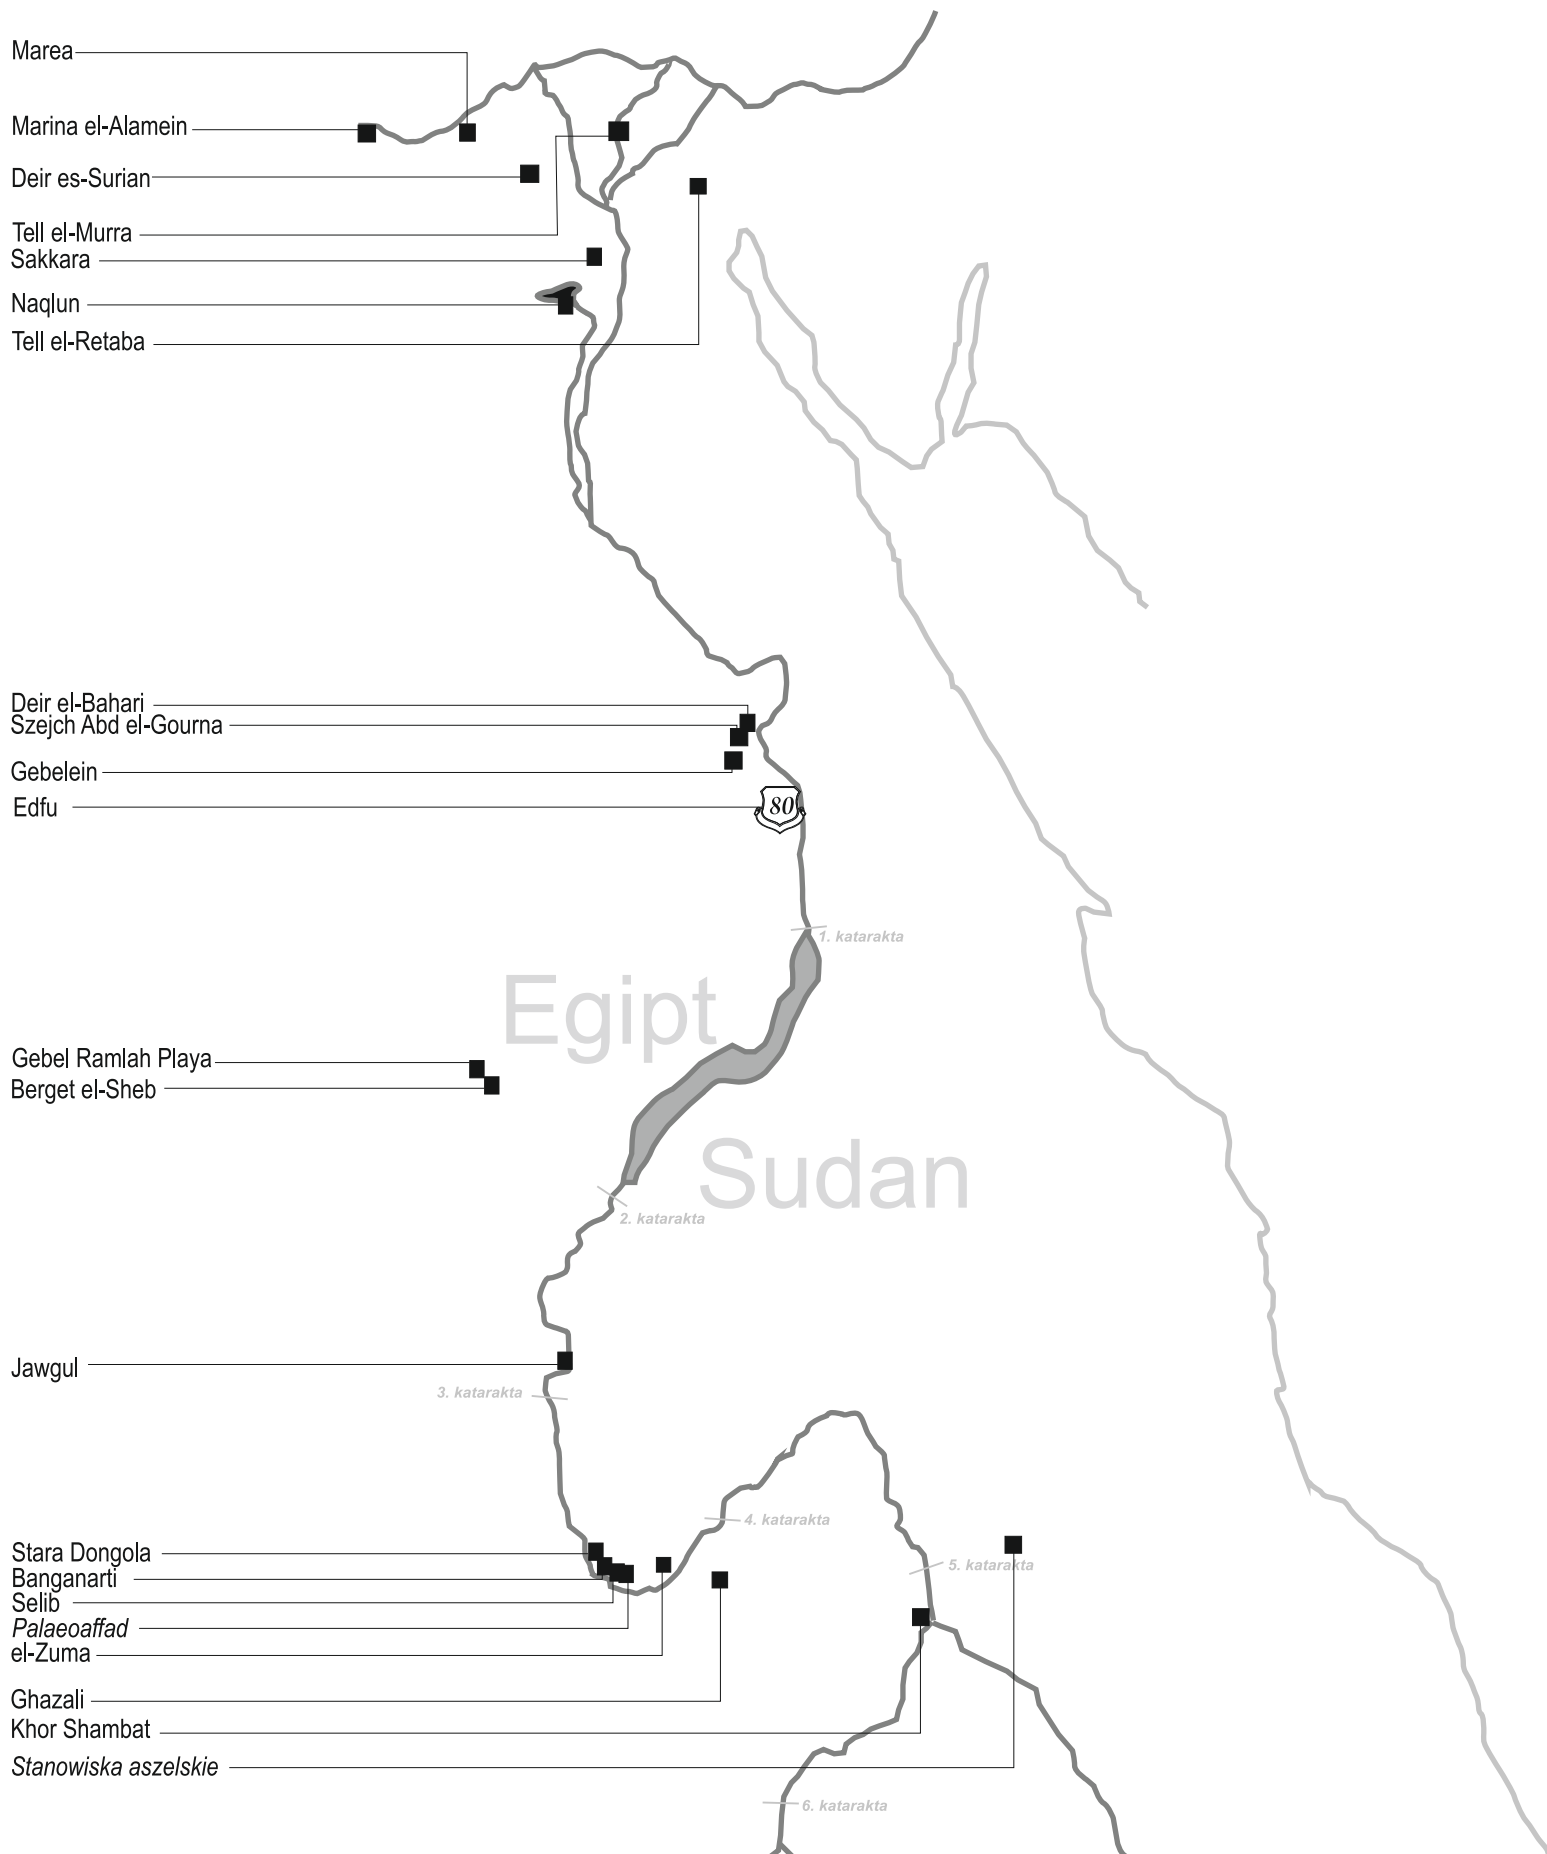 Marea
Marina el-Alamein
Deir es-Surian
Tell el-Murra
Sakkara
Naqlun
Tell el-Retaba
Deir el-Bahari
Szejch Abd el-Gourna
Gebelein
Edfu
80
1. katarakta
Egipt
Gebel Ramlah Playa
Berget el-Sheb
Sudan
2. katarakta
Jawgul
3. katarakta
4. katarakta
Stara Dongola
5. katarakta
Banganarti
Selib
Palaeoaffad
el-Zuma
Ghazali
Khor Shambat
Stanowiska aszelskie
6. katarakta